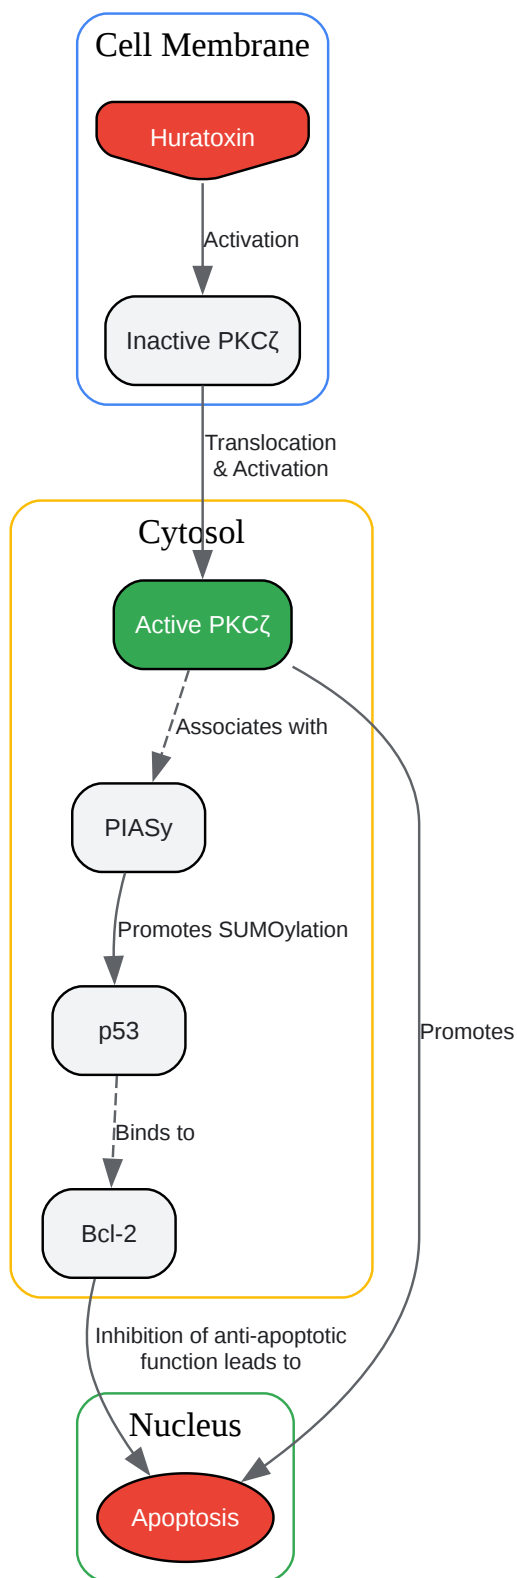 Cell Membrane
Huratoxin
Activation
Inactive PKCζ
Translocation
& Activation
Cytosol
Active PKCζ
Associates with
PIASy
Promotes SUMOylation
p53
Promotes
Binds to
Bcl-2
Inhibition of anti-apoptotic
function leads to
Nucleus
Apoptosis